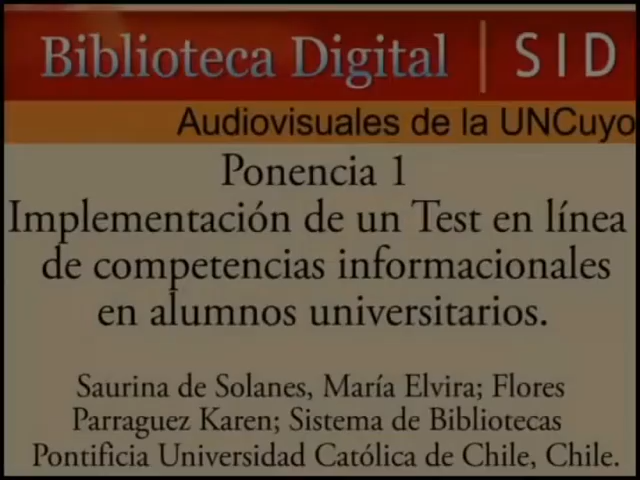 Biblioteca Digital | SID
Audiovisuales de la UNCuyo
Ponencia 1
Implementación de un Test en línea
de competencias informacionales
en alumnos universitarios.
Saurina de Solanes, María Elvira; Flores
Parraguez Karen; Sistema de Bibliotecas
Pontificia Universidad Católica de Chile, Chile.